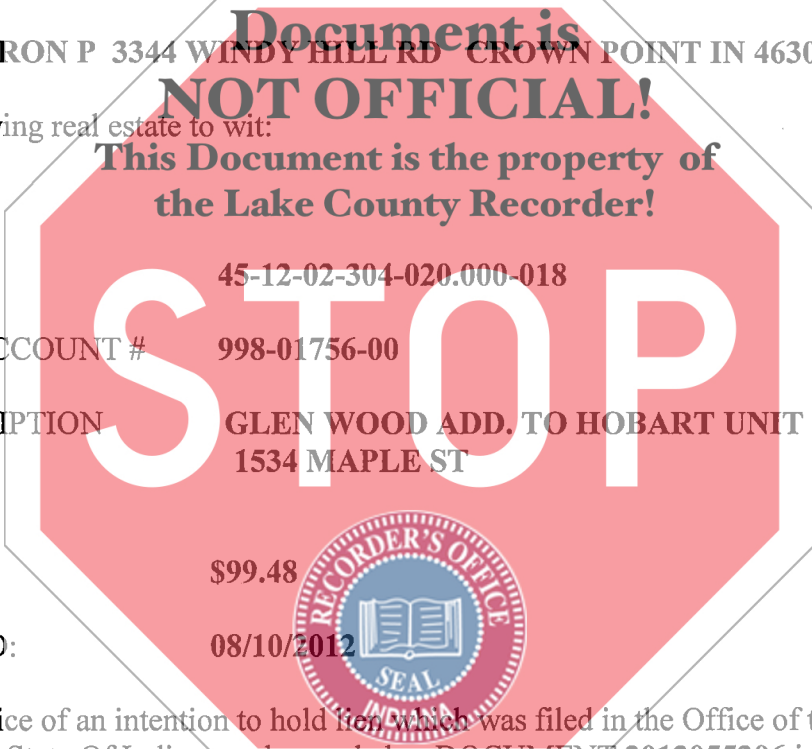 Document is
RON P 3344 WINDY HILL RD CROWN POINT IN 4630
NOT OFFICIAL!
ing real estate to wit:
This Document is the property of
the Lake County Recorder!
45-12-02-304-020.000-018
STOP
CCOUNT # 998-01756-00
IPTION GLEN WOOD ADD. TO HOBART UNIT
1534 MAPLE ST
$99.48
RECORDER'S OFFICE
08/10/2012
SEAL
INDIANA
ice of an intention to hold lien which was filed in the Office of